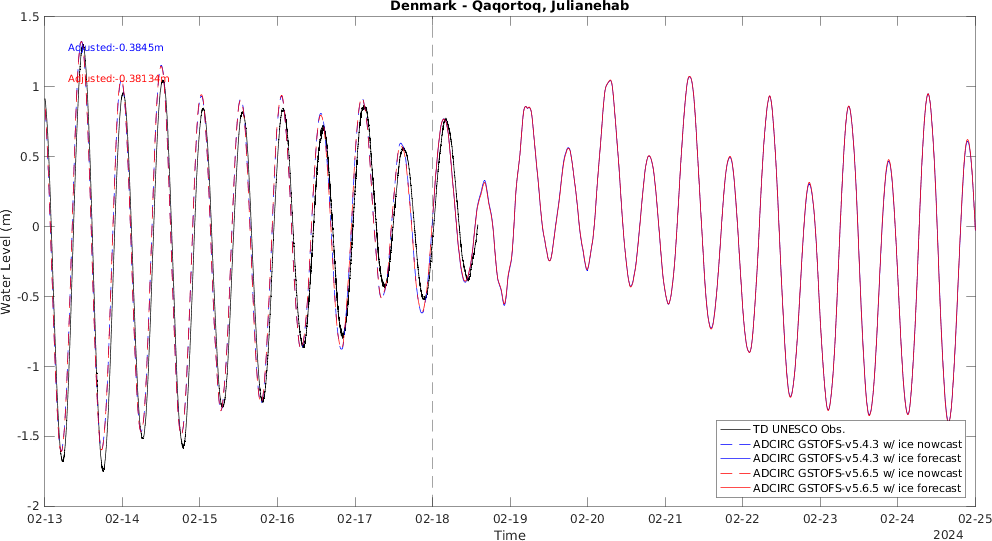 Denmark - Qaqortoq, Julianehab
Adjusted:-0.3845m
Adjusted:-0.38134m
Water Level (m)
1.5
1
0.5
0
-0.5
-1
-1.5
-2
TD UNESCO Obs.
ADCIRC GSTOFS-v5.4.3 w/ ice nowcast
ADCIRC GSTOFS-v5.4.3 w/ ice forecast
ADCIRC GSTOFS-v5.6.5 w/ ice nowcast
ADCIRC GSTOFS-v5.6.5 w/ ice forecast
02-13 02-14 02-15 02-16 02-17 02-18 02-19 02-20 02-21 02-22 02-23 02-24 02-25
Time
2024